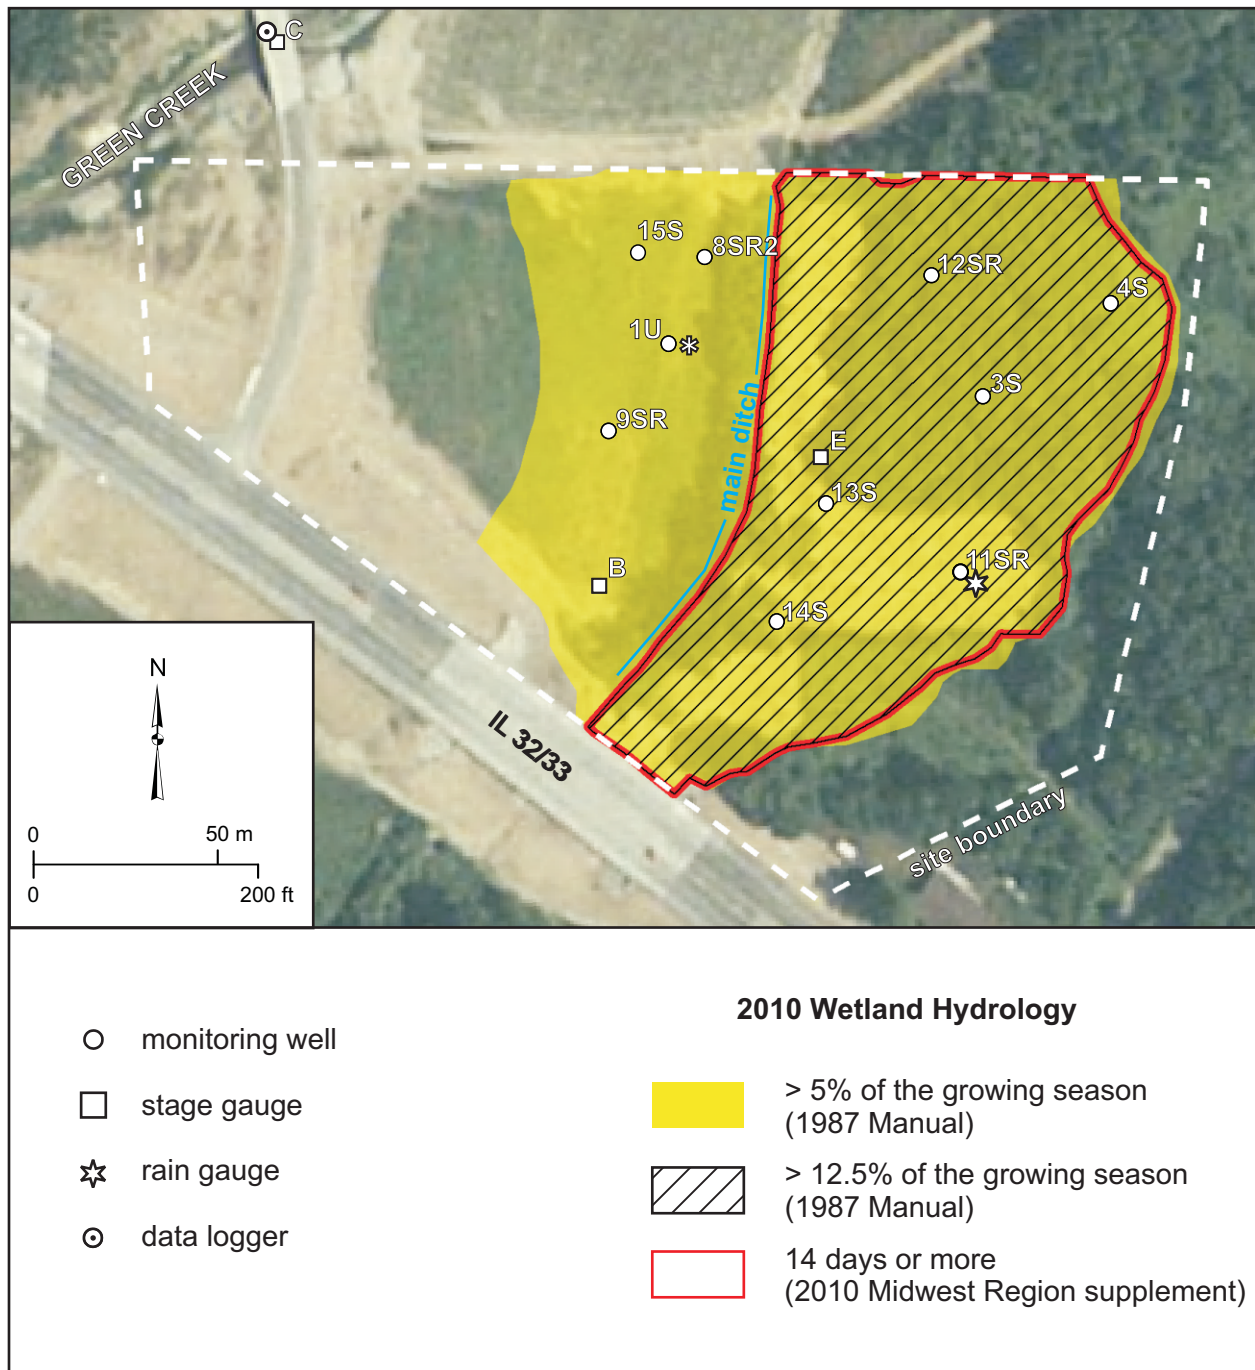 C
GREEN CREEK
15S
8SR2
12SR
4S
1U
3S
9SR
main ditch
E
13S
11SR
B
14S
IL 32/33
site boundary
N
0 50 m
0 200 ft
monitoring well
stage gauge
rain gauge
data logger
2010 Wetland Hydrology
> 5% of the growing season
(1987 Manual)
> 12.5% of the growing season
(1987 Manual)
14 days or more
(2010 Midwest Region supplement)